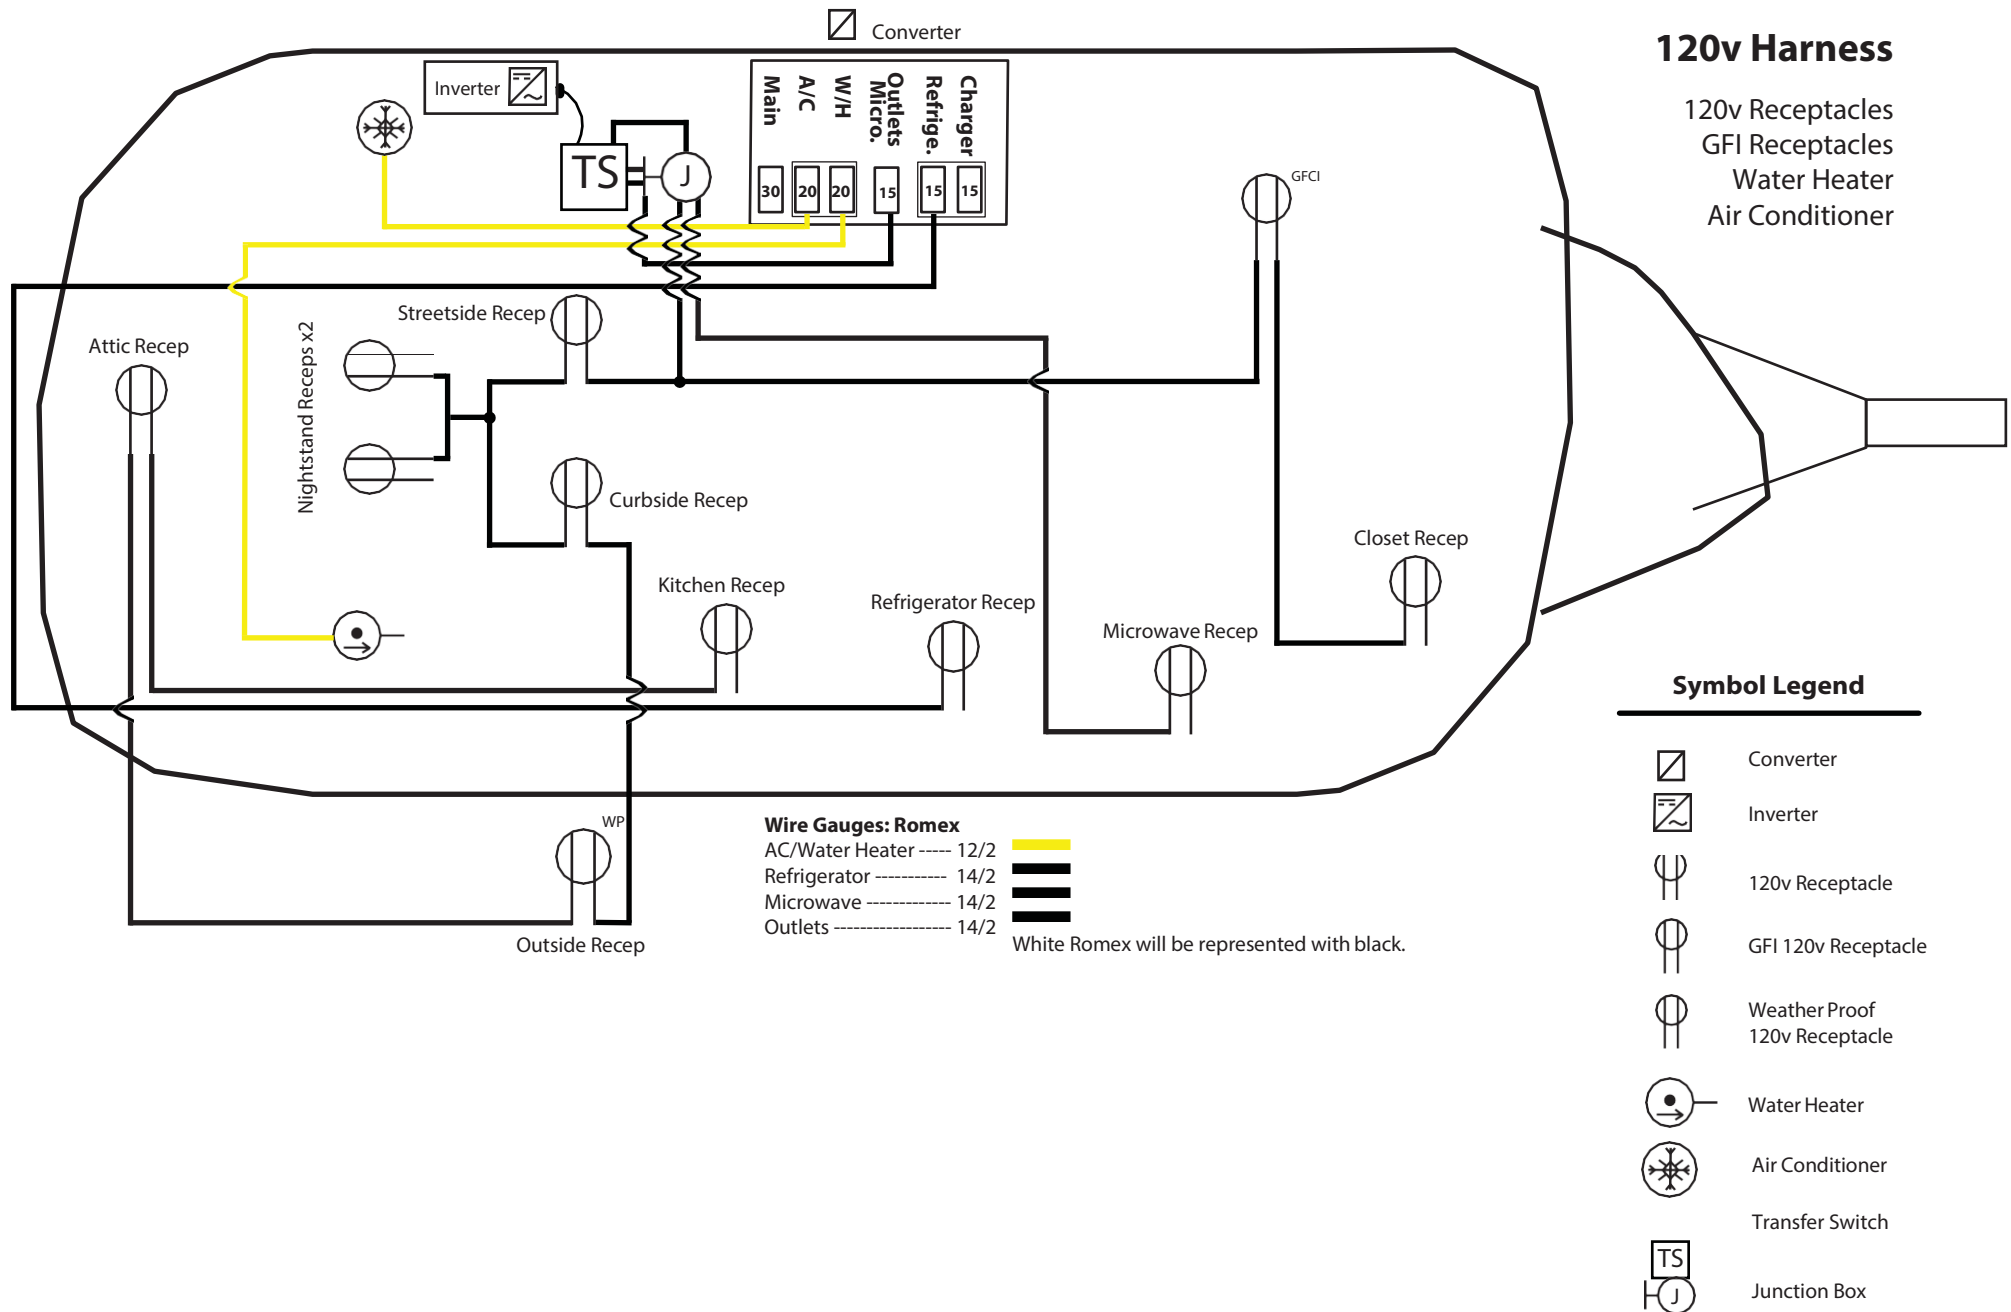 Converter
120v Harness
120v Receptacles
GFI Receptacles
Water Heater
Air Conditioner
Inverter
Main
A/C
W/H
Outlets
Micro.
Refrige.
Charger
TS
J
30
20
20
15
15
15
GFCI
Streetside Recep
Attic Recep
Nightstand Receps x2
Curbside Recep
Closet Recep
Kitchen Recep
Refrigerator Recep
Microwave Recep
WP
Outside Recep
Wire Gauges: Romex
AC/Water Heater ----- 12/2
Refrigerator ----------- 14/2
Microwave ------------- 14/2
Outlets ------------------ 14/2
White Romex will be represented with black.
Symbol Legend
Converter
Inverter
120v Receptacle
GFI 120v Receptacle
Weather Proof
120v Receptacle
Water Heater
Air Conditioner
Transfer Switch
TS
J
Junction Box